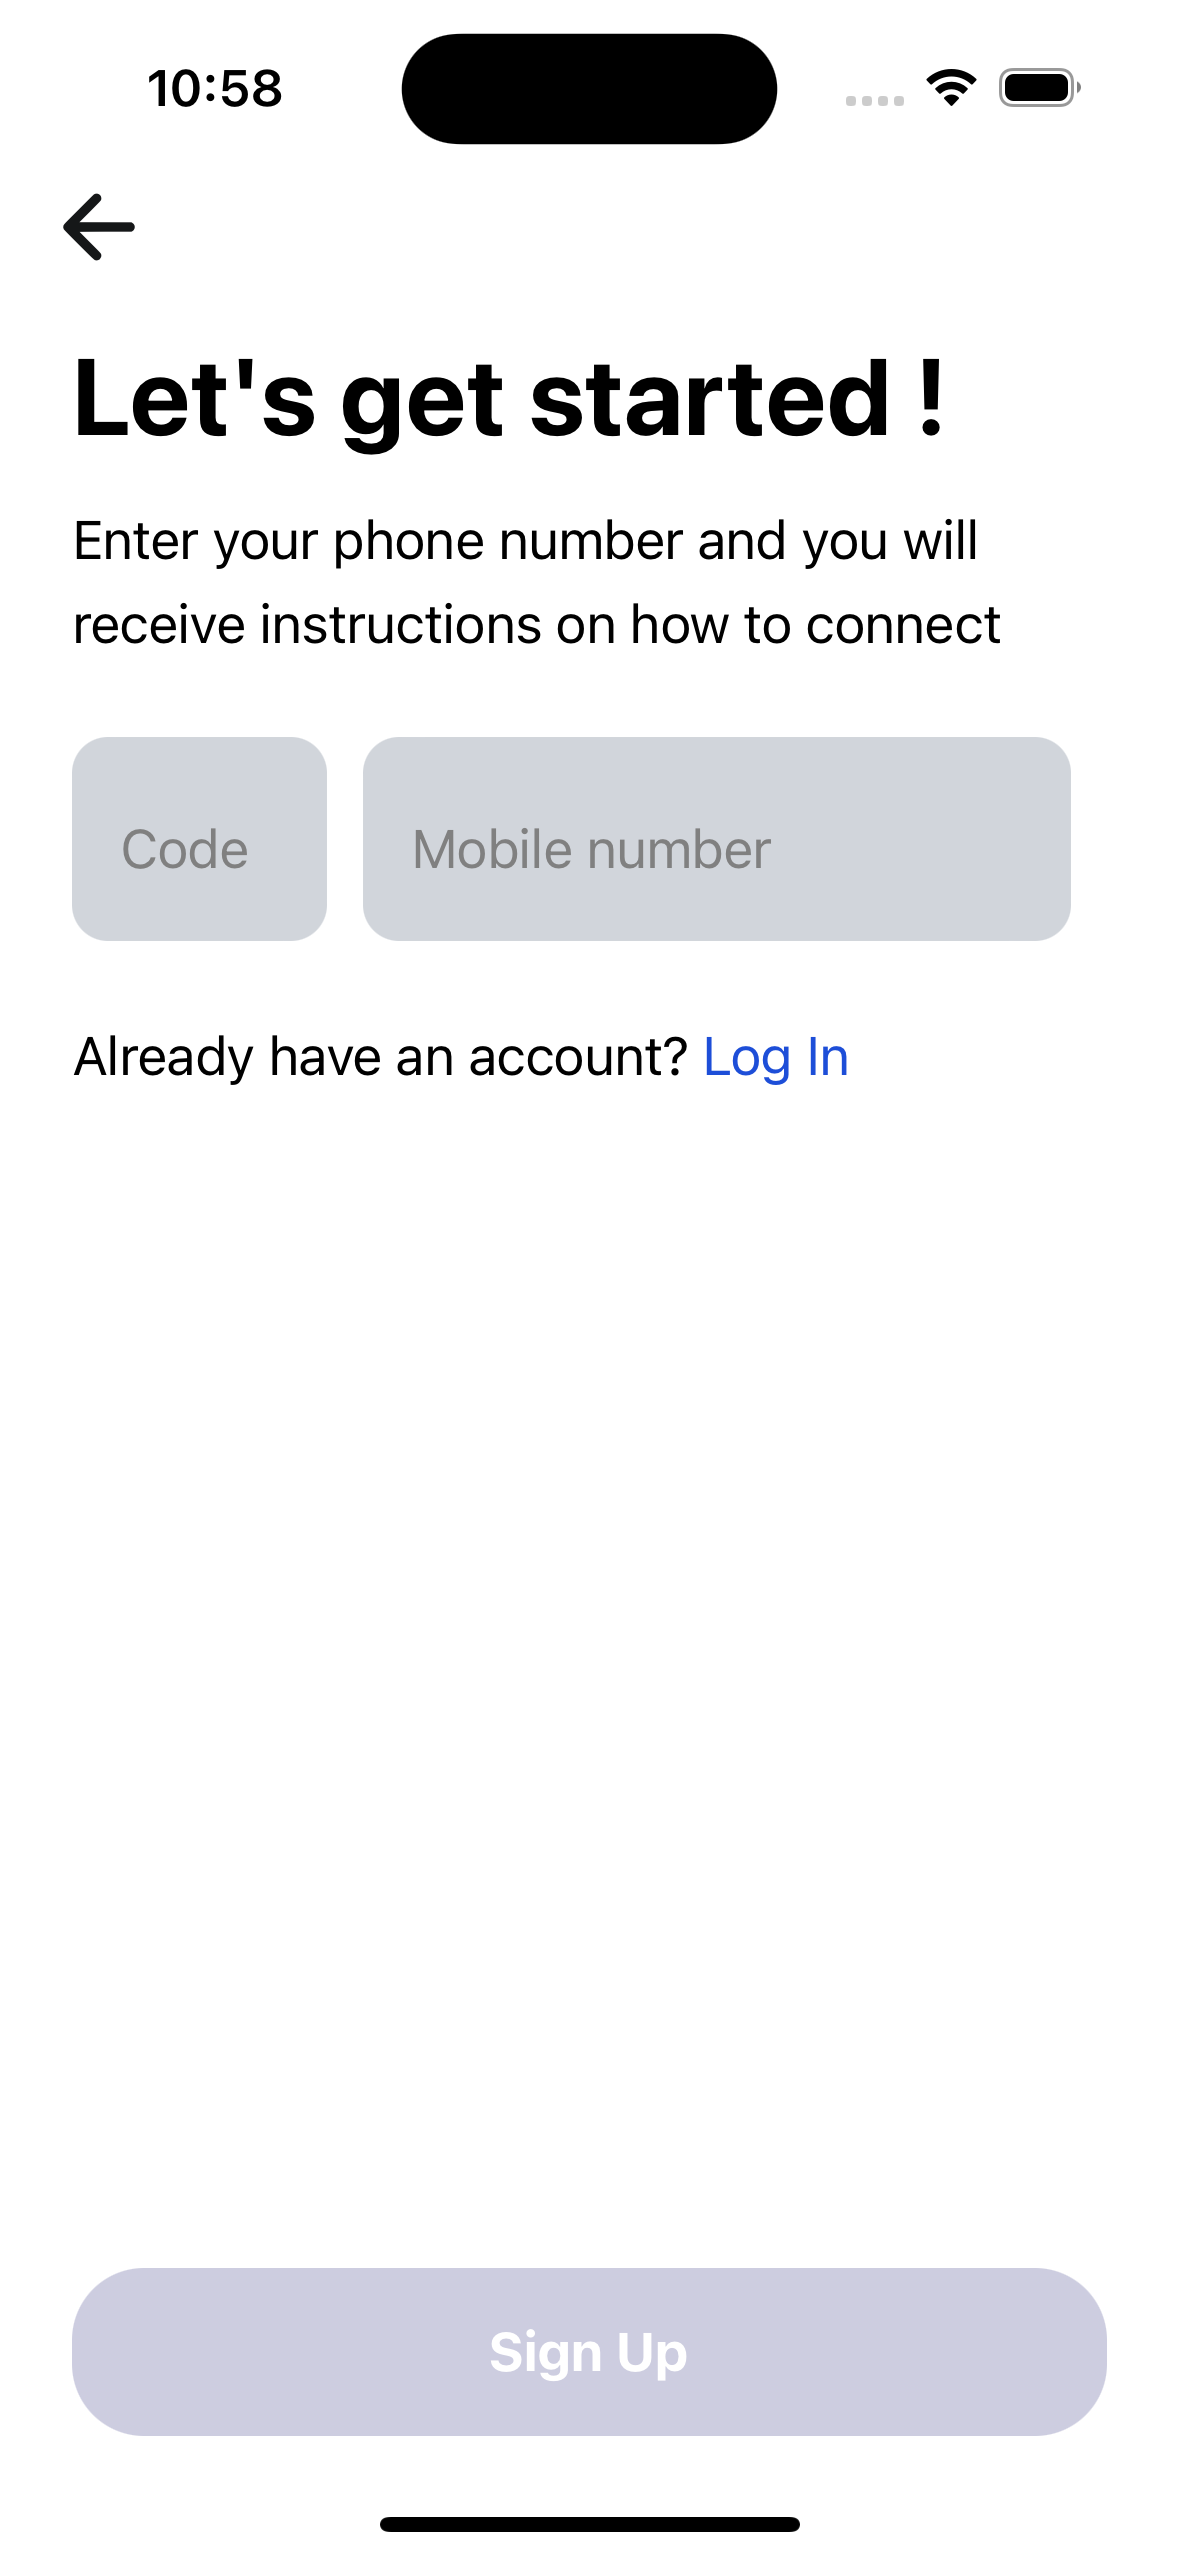 10:58
Let's get started !
Enter your phone number and you will
receive instructions on how to connect
Code
Mobile number
Already have an account? Log In
Sign Up